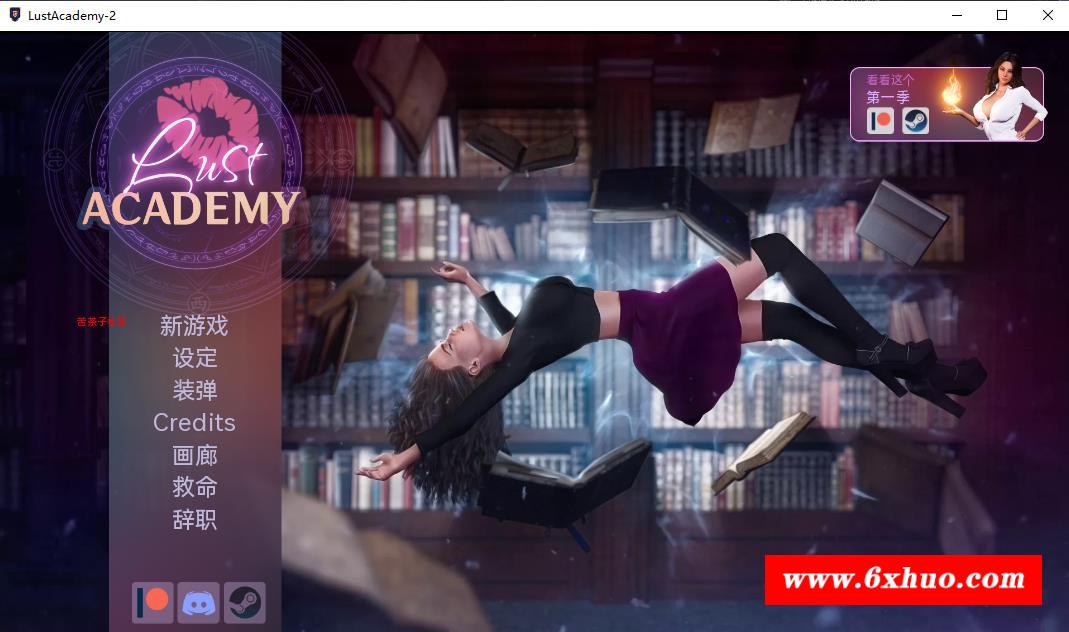 LustAcademy-2
Lust
ACADEMY
看看这个
第一季
新游戏
设定
装弹
Credits
画廊
救命
辞职
www.6xhuo.com